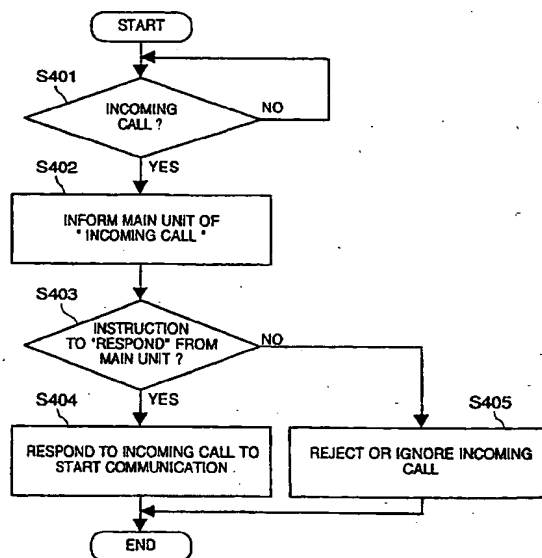 START
S401
INCOMING
CALL ?
NO
YES
S402
INFORM MAIN UNIT OF
" INCOMING CALL "
S403
INSTRUCTION
TO "RESPOND" FROM
MAIN UNIT ?
NO
YES
S404
RESPOND TO INCOMING CALL TO
START COMMUNICATION
S405
REJECT OR IGNORE INCOMING
CALL
END